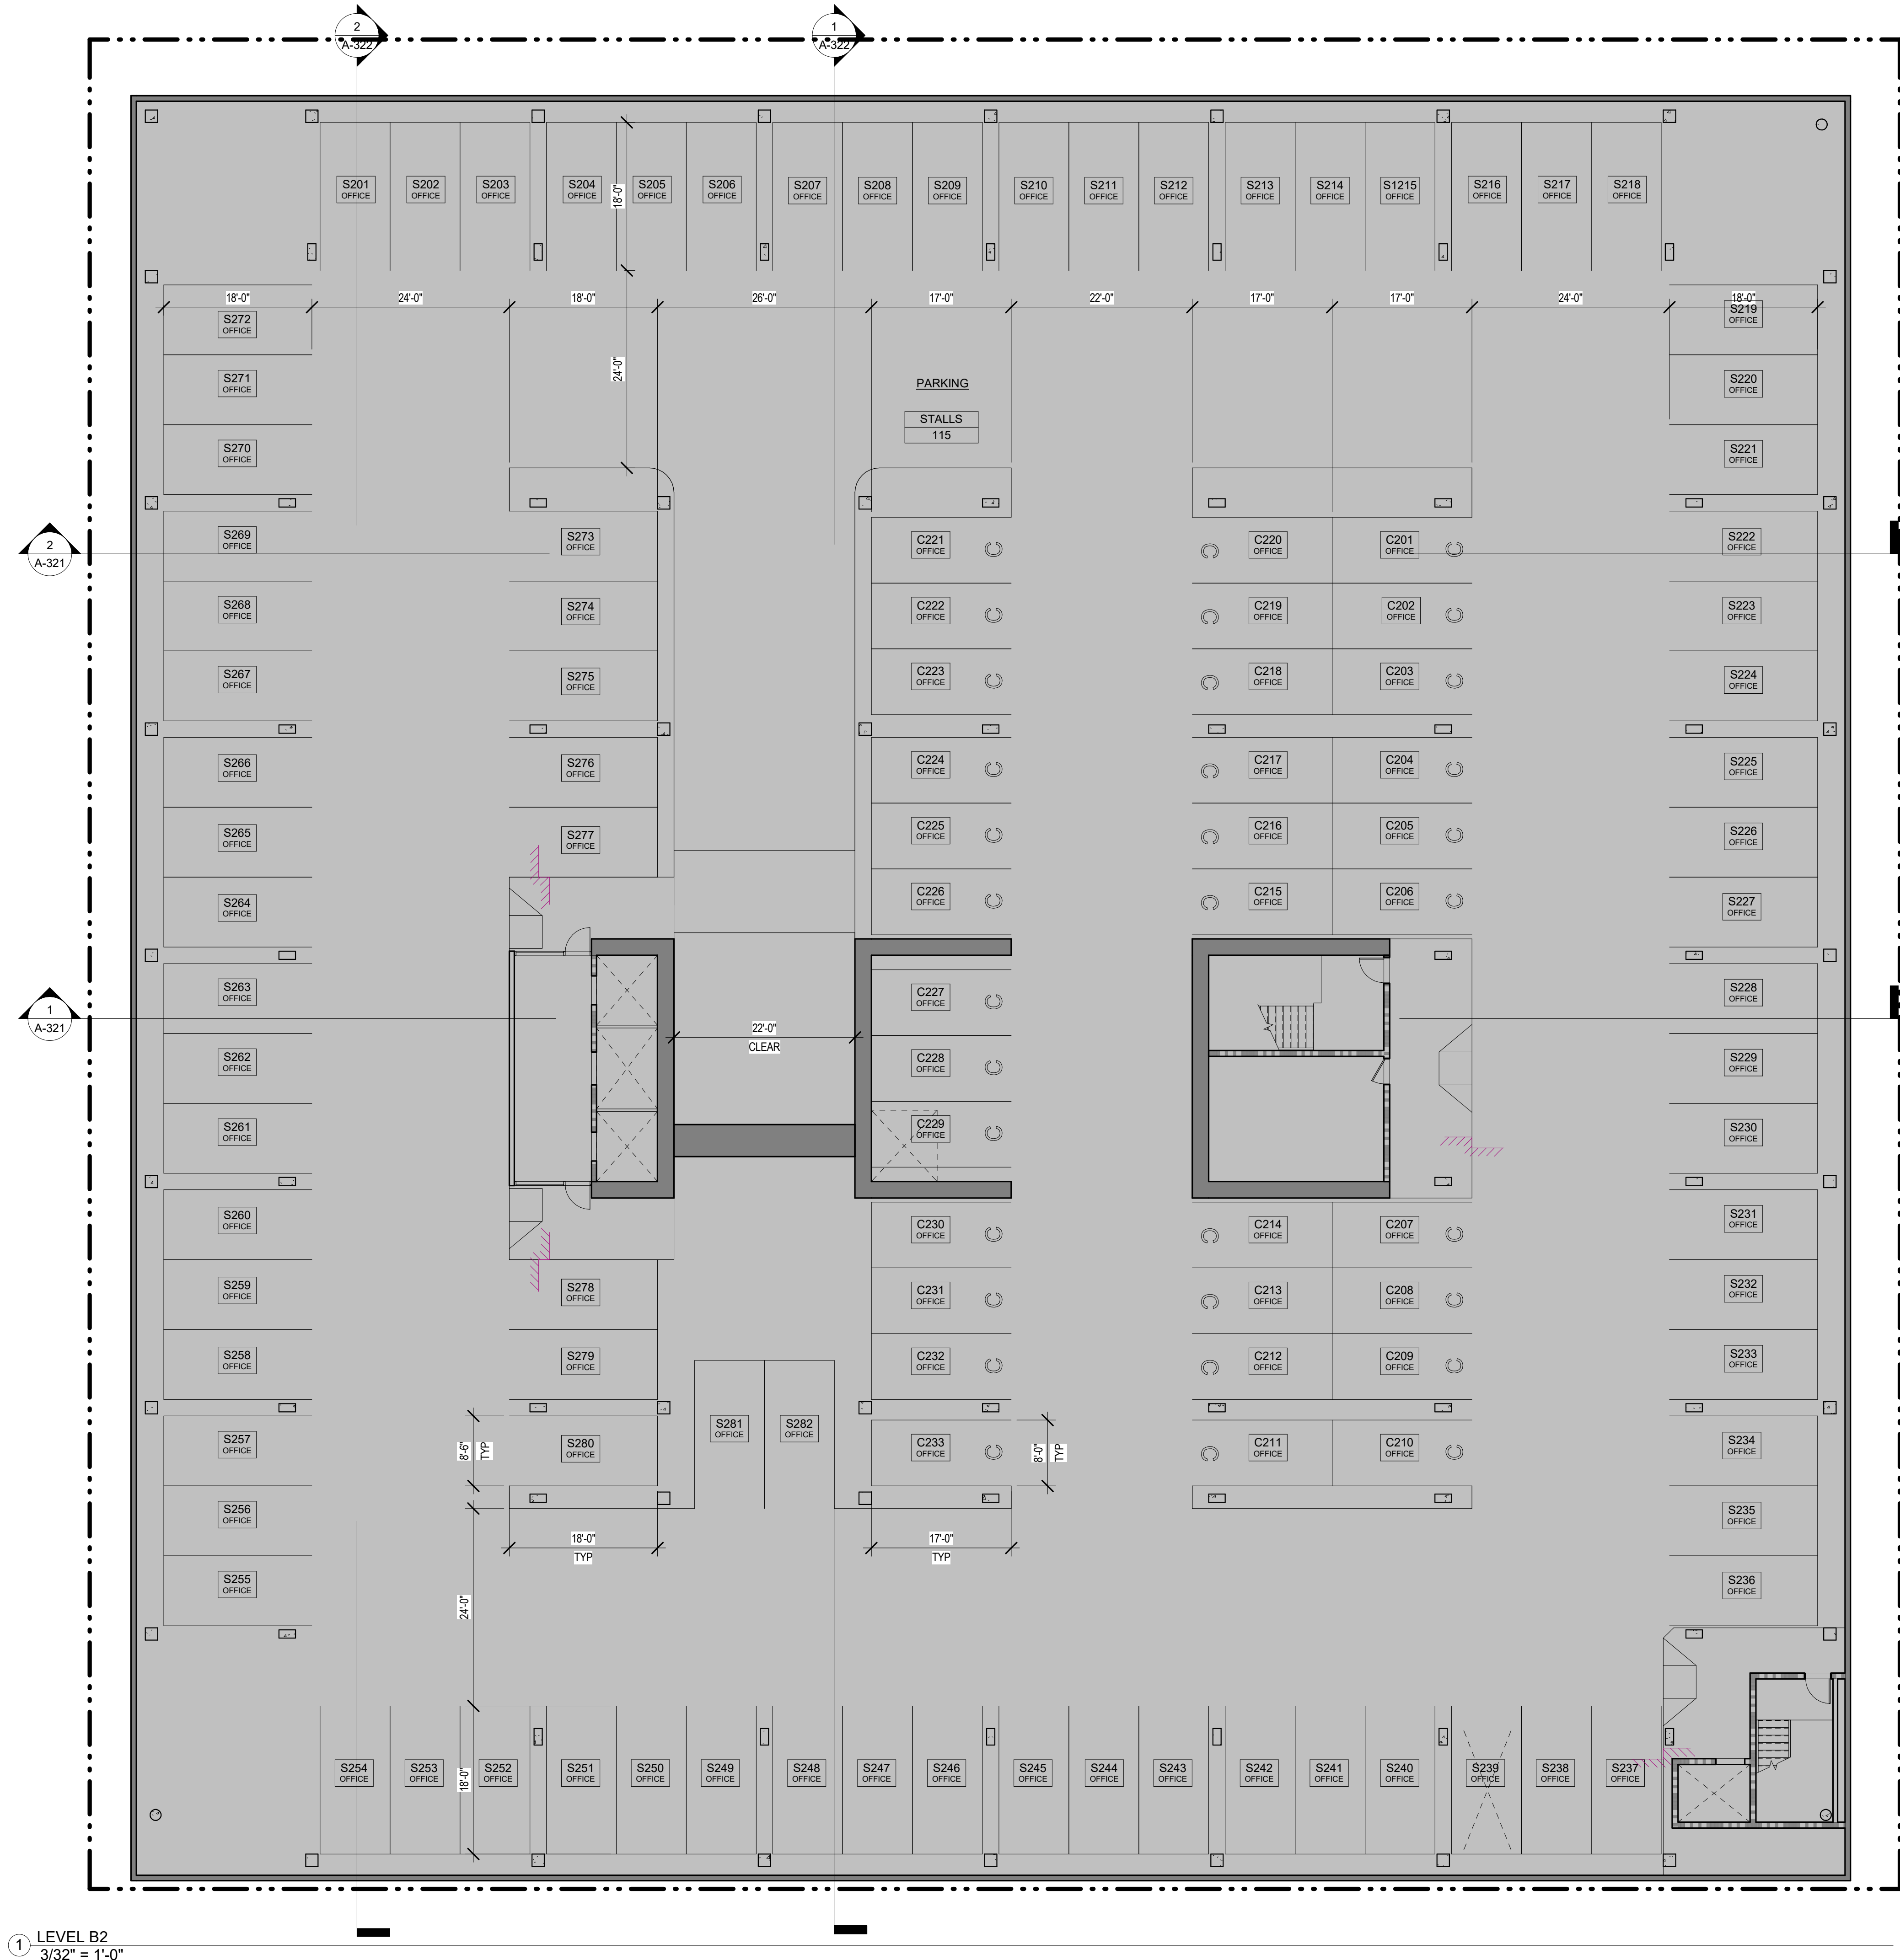 2
A-322
1
A-322
S201
OFFICE
S202
OFFICE
S203
OFFICE
S204
OFFICE
18'-0"
S205
OFFICE
S206
OFFICE
S207
OFFICE
S208
OFFICE
S209
OFFICE
S210
OFFICE
S211
OFFICE
S212
OFFICE
S213
OFFICE
S214
OFFICE
S1215
OFFICE
S216
OFFICE
S217
OFFICE
S218
OFFICE
18'-0"
24'-0"
18'-0"
26'-0"
17'-0"
22'-0"
17'-0"
17'-0"
24'-0"
18'-0"
S272
OFFICE
S219
OFFICE
24'-0"
S271
OFFICE
PARKING
S220
OFFICE
STALLS
115
S270
OFFICE
S221
OFFICE
2
A-321
S269
OFFICE
S273
OFFICE
C221
OFFICE
C
C
C220
OFFICE
C201
OFFICE
C
S222
OFFICE
S268
OFFICE
S274
OFFICE
C222
OFFICE
C
C
C219
OFFICE
C202
OFFICE
C
S223
OFFICE
S267
OFFICE
S275
OFFICE
C223
OFFICE
C
C
C218
OFFICE
C203
OFFICE
C
S224
OFFICE
S266
OFFICE
S276
OFFICE
C224
OFFICE
C
C
C217
OFFICE
C204
OFFICE
C
S225
OFFICE
S265
OFFICE
S277
OFFICE
C225
OFFICE
C
C
C216
OFFICE
C205
OFFICE
C
S226
OFFICE
S264
OFFICE
C226
OFFICE
C
C
C215
OFFICE
C206
OFFICE
C
S227
OFFICE
1
A-321
S263
OFFICE
C227
OFFICE
C
S228
OFFICE
22'-0"
CLEAR
S262
OFFICE
C228
OFFICE
C
S229
OFFICE
S261
OFFICE
C229
OFFICE
C
S230
OFFICE
S260
OFFICE
C230
OFFICE
C
C
C214
OFFICE
C207
OFFICE
C
S231
OFFICE
S259
OFFICE
S278
OFFICE
C231
OFFICE
C
C
C213
OFFICE
C208
OFFICE
C
S232
OFFICE
S258
OFFICE
S279
OFFICE
C232
OFFICE
C
C
C212
OFFICE
C209
OFFICE
C
S233
OFFICE
S281
OFFICE
S282
OFFICE
S257
OFFICE
8'-6"
TYP
S280
OFFICE
C233
OFFICE
C
8'-0"
TYP
C
C211
OFFICE
C210
OFFICE
C
S234
OFFICE
S256
OFFICE
S235
OFFICE
18'-0"
TYP
17'-0"
TYP
S255
OFFICE
24'-0"
S236
OFFICE
S254
OFFICE
S253
OFFICE
18'-0"
S252
OFFICE
S251
OFFICE
S250
OFFICE
S249
OFFICE
S248
OFFICE
S247
OFFICE
S246
OFFICE
S245
OFFICE
S244
OFFICE
S243
OFFICE
S242
OFFICE
S241
OFFICE
S240
OFFICE
S239
OFFICE
S238
OFFICE
S237
OFFICE
1
LEVEL B2
3/32" = 1'-0"